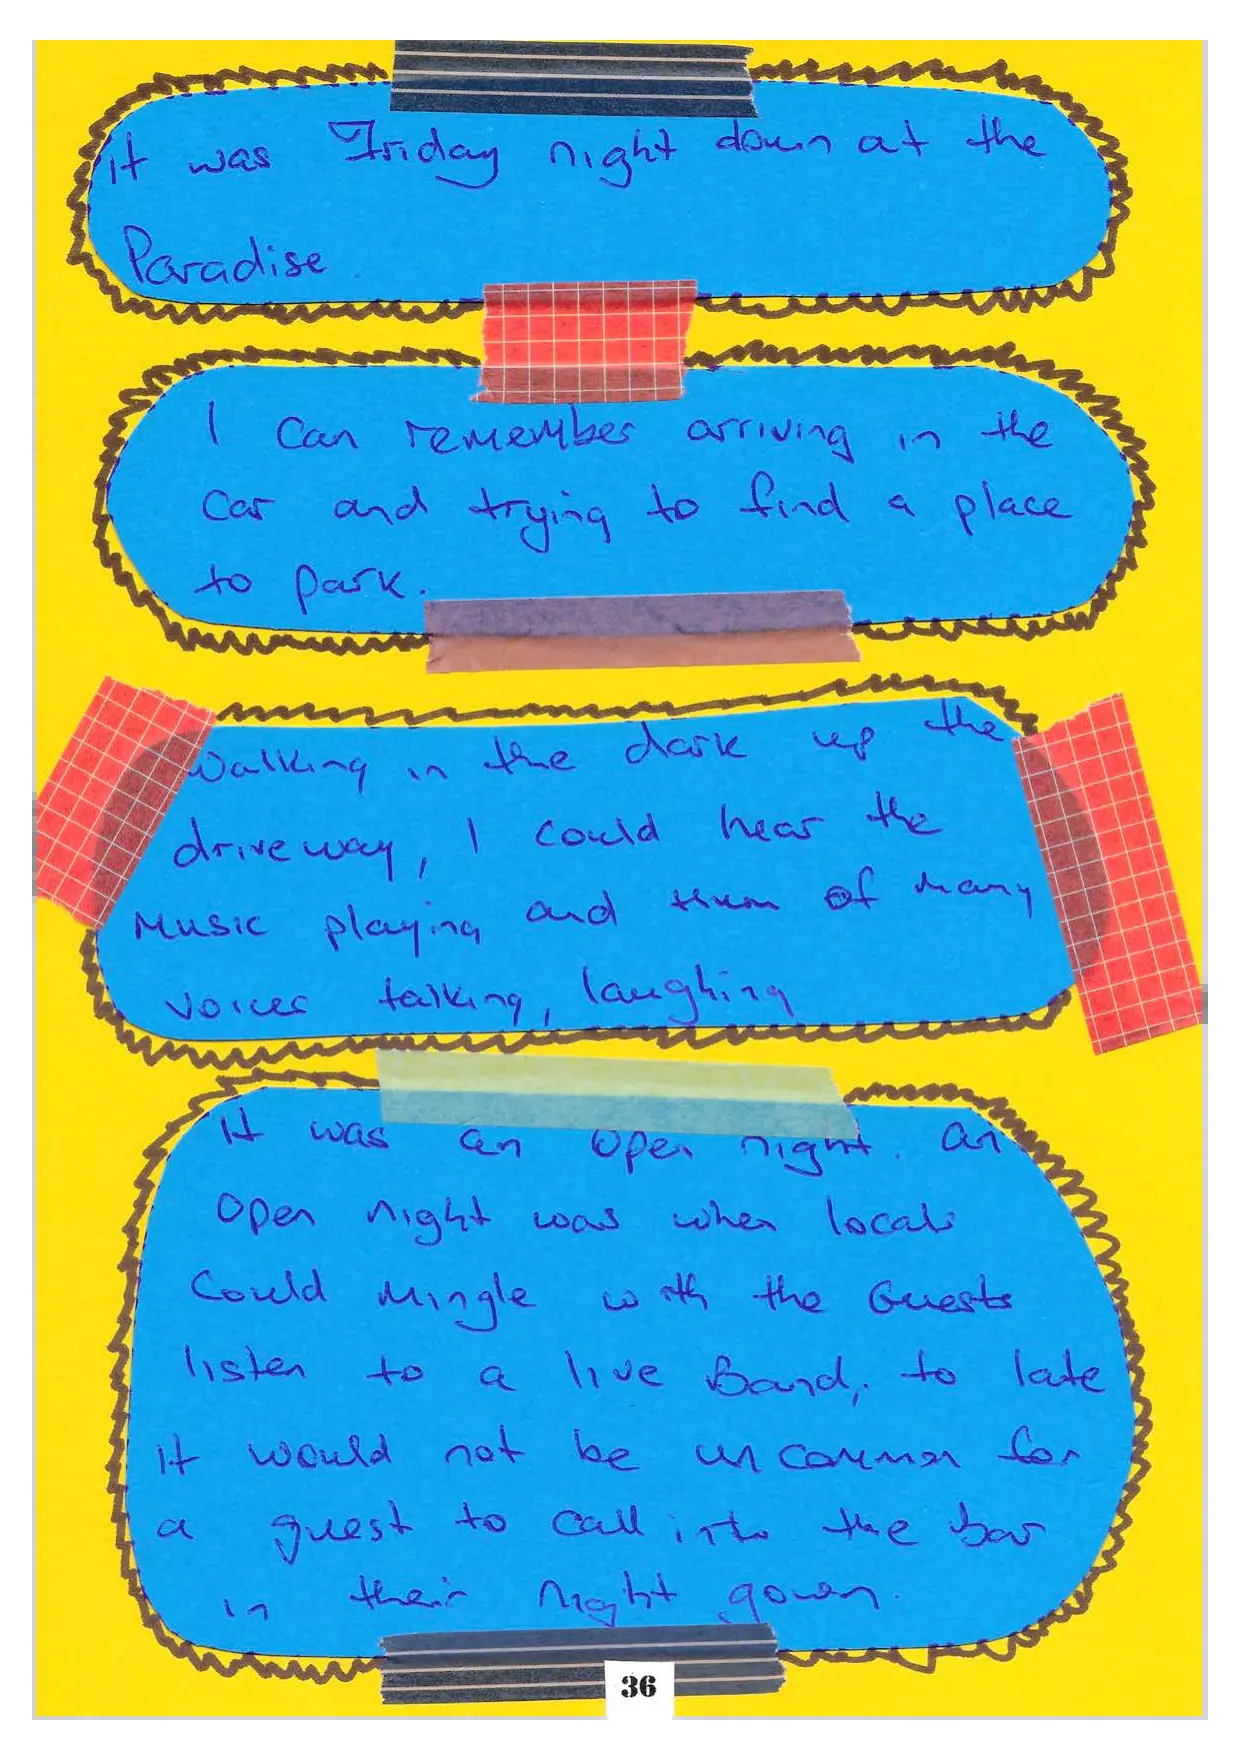 it was Friday night down at the
Paradise.
I can remember arriving in the
car and trying to find a place
to park.
Walking in the dark up the
driveway, I could hear the
music playing and hum of many
voices talking, laughing
it was an open night. an
open night was when locals
could mingle with the Guests
listen to a live Band, to late
it would not be uncommon for
a guest to call into the bar
in their night gown.
36